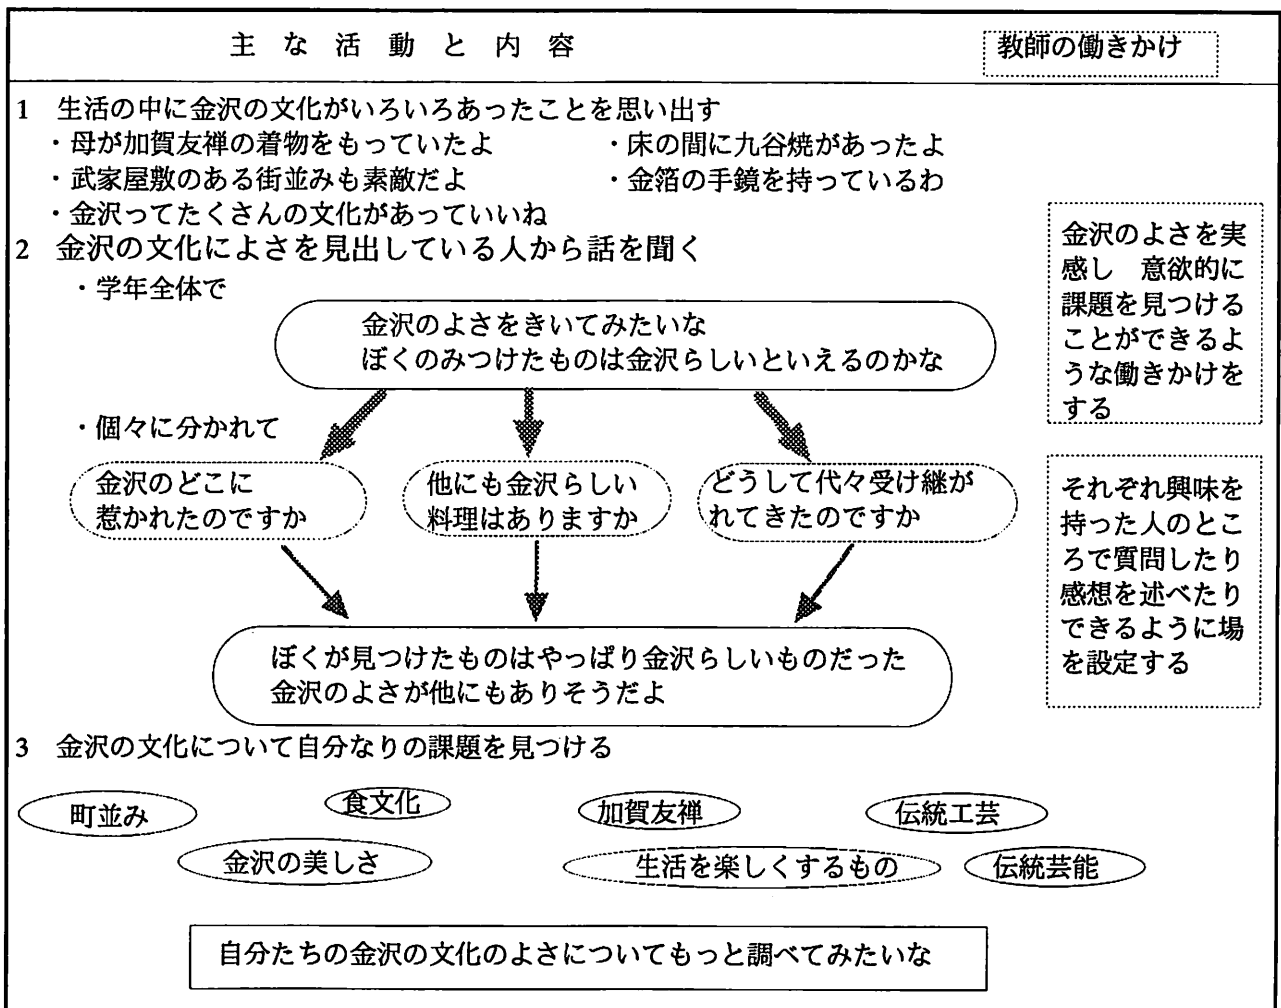 主な活動と内容
教師の働きかけ
1 生活の中に金沢の文化がいろいろあったことを思い出す
・母が加賀友禅の着物をもっていたよ ・床の間に九谷焼があったよ
・武家屋敷のある街並みも素敵だよ ・金箔の手鏡を持っているわ
・金沢ってたくさんの文化があっていいね
2 金沢の文化によさを見出している人から話を聞く
・学年全体で
金沢のよさをきいてみたいな
ぼくのみつけたものは金沢らしいといえるのかな
金沢のよさを実
感し 意欲的に
課題を見つける
ことができるよ
うな働きかけを
する
・個々に分かれて
金沢のどこに
惹かれたのですか
他にも金沢らしい
料理はありますか
どうして代々受け継が
れてきたのですか
それぞれ興味を
持った人のとこ
ろで質問したり
感想を述べたり
できるように場
を設定する
ぼくが見つけたものはやっぱり金沢らしいものだった
金沢のよさが他にもありそうだよ
3 金沢の文化について自分なりの課題を見つける
町並み
食文化
加賀友禅
伝統工芸
金沢の美しさ
生活を楽しくするもの
伝統芸能
自分たちの金沢の文化のよさについてもっと調べてみたいな